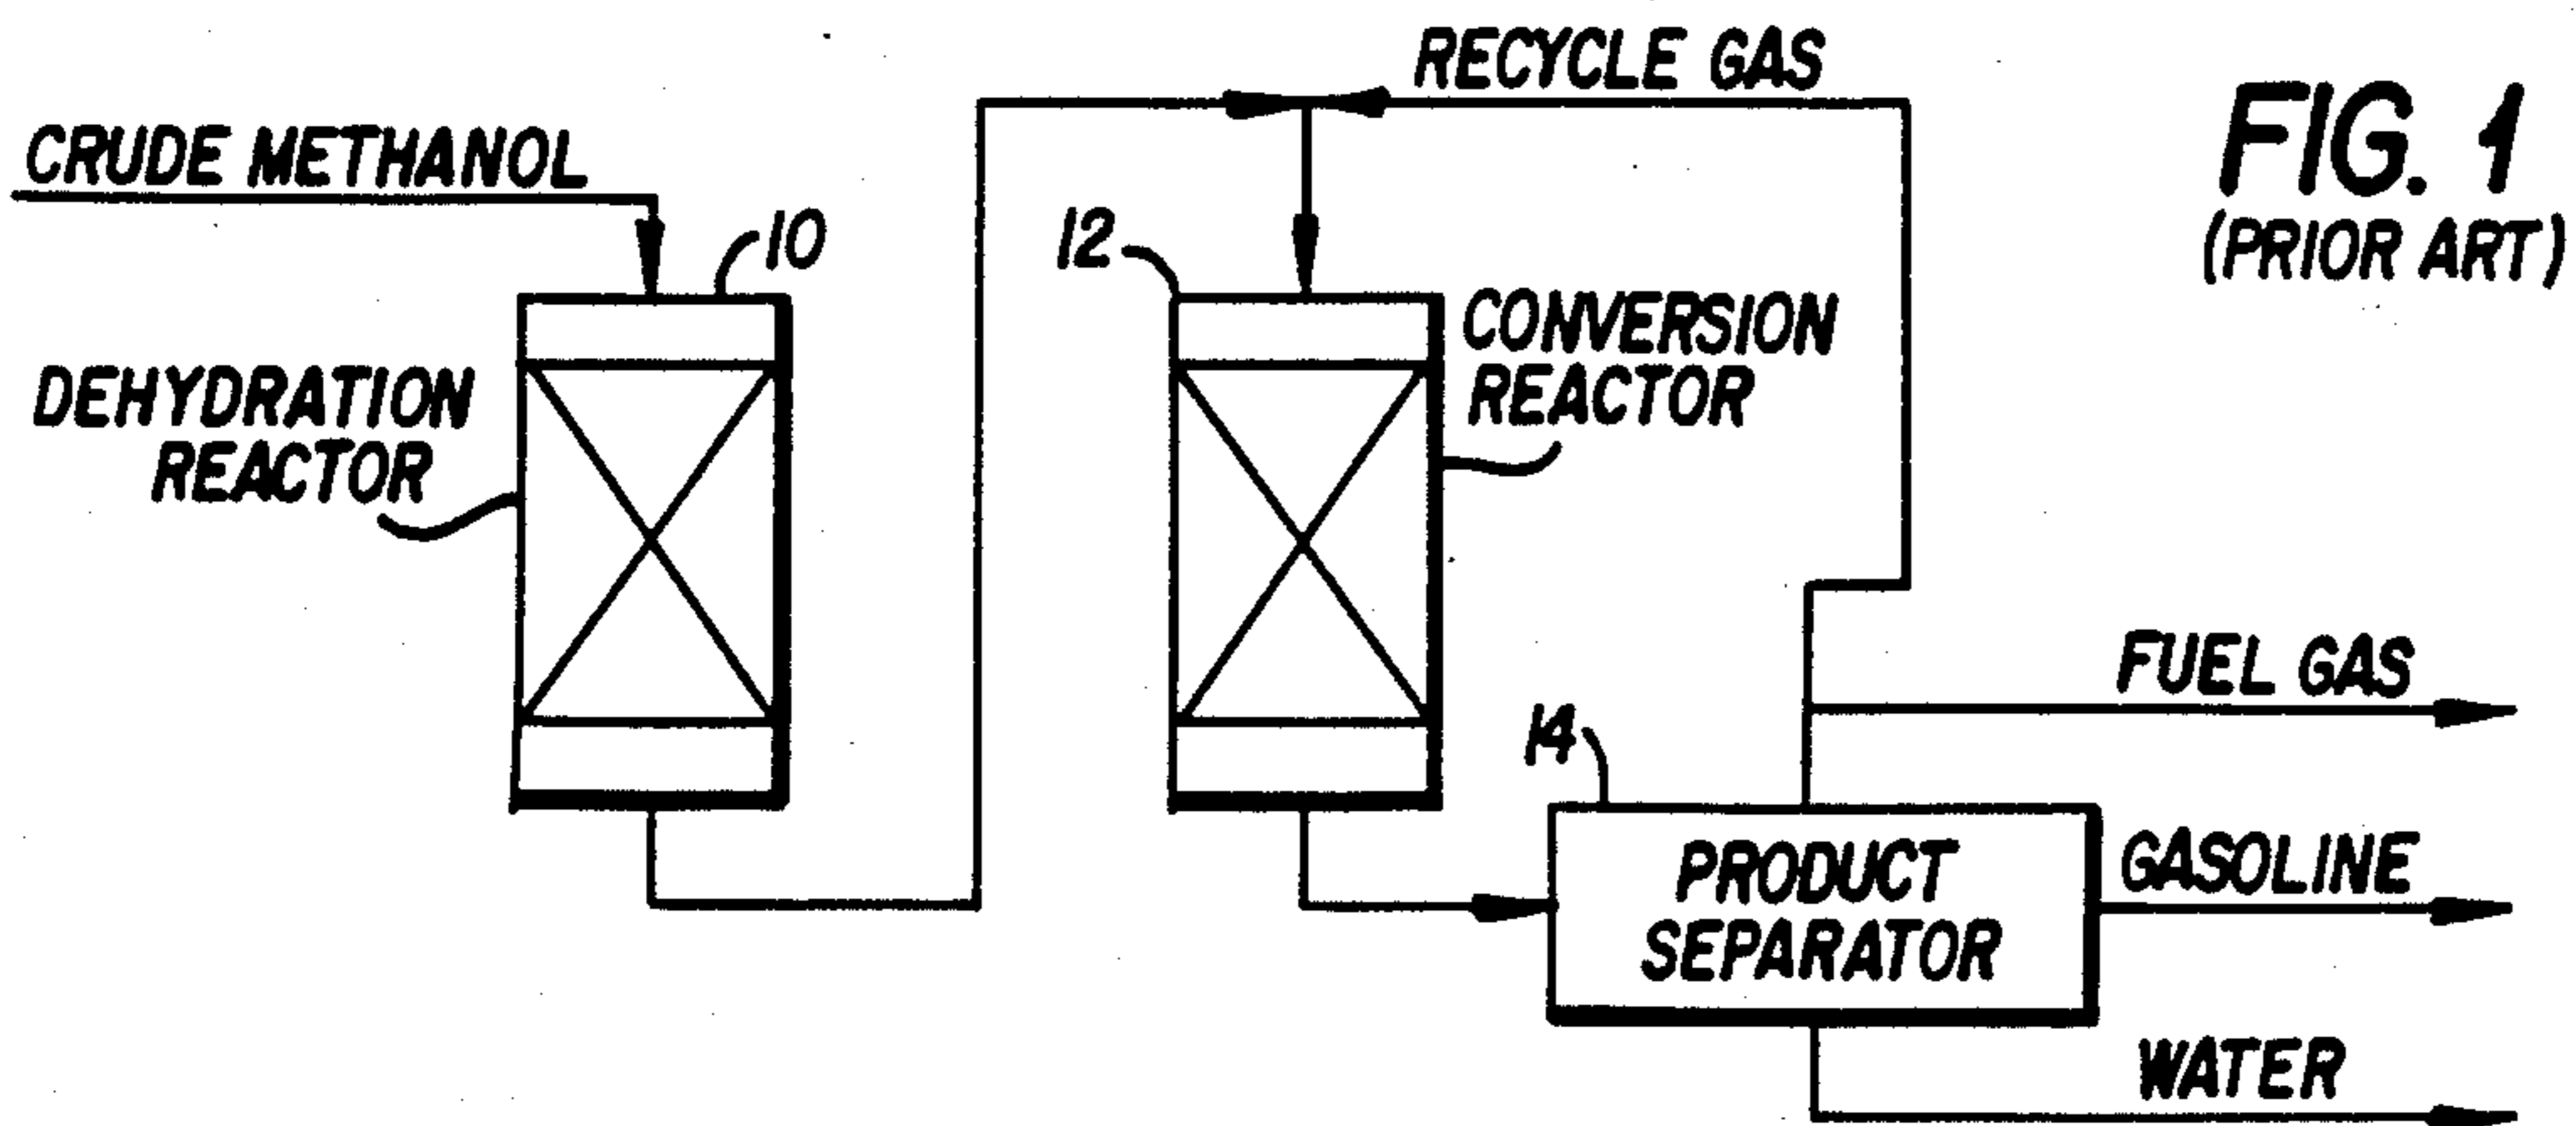 RECYCLE GAS
FIG. 1
(PRIOR ART)
CRUDE METHANOL
10
12
CONVERSION
REACTOR
DEHYDRATION
REACTOR
FUEL GAS
14
PRODUCT
SEPARATOR
GASOLINE
WATER